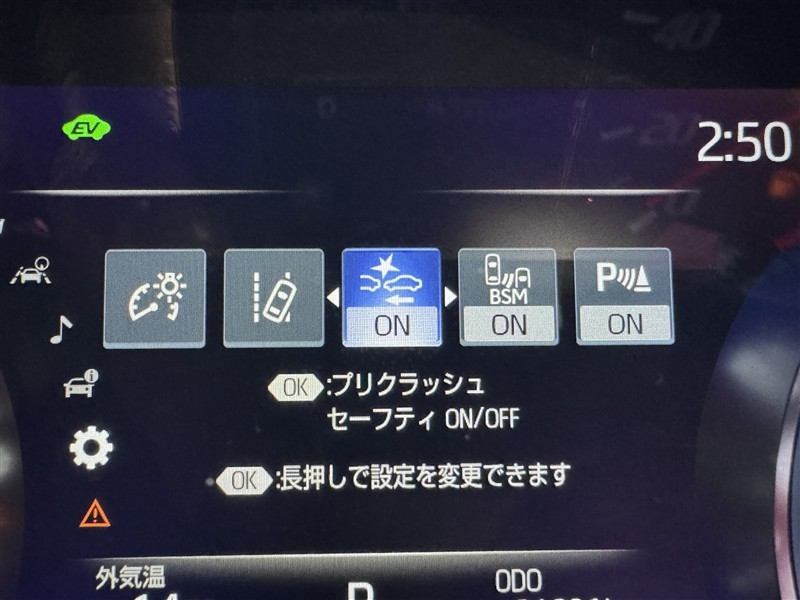 EV
2:50
ON
BSM
ON
P
ON
OK :プリクラッシュ
セーフティ ON/OFF
OK :長押しで設定を変更できます
外気温
ODO